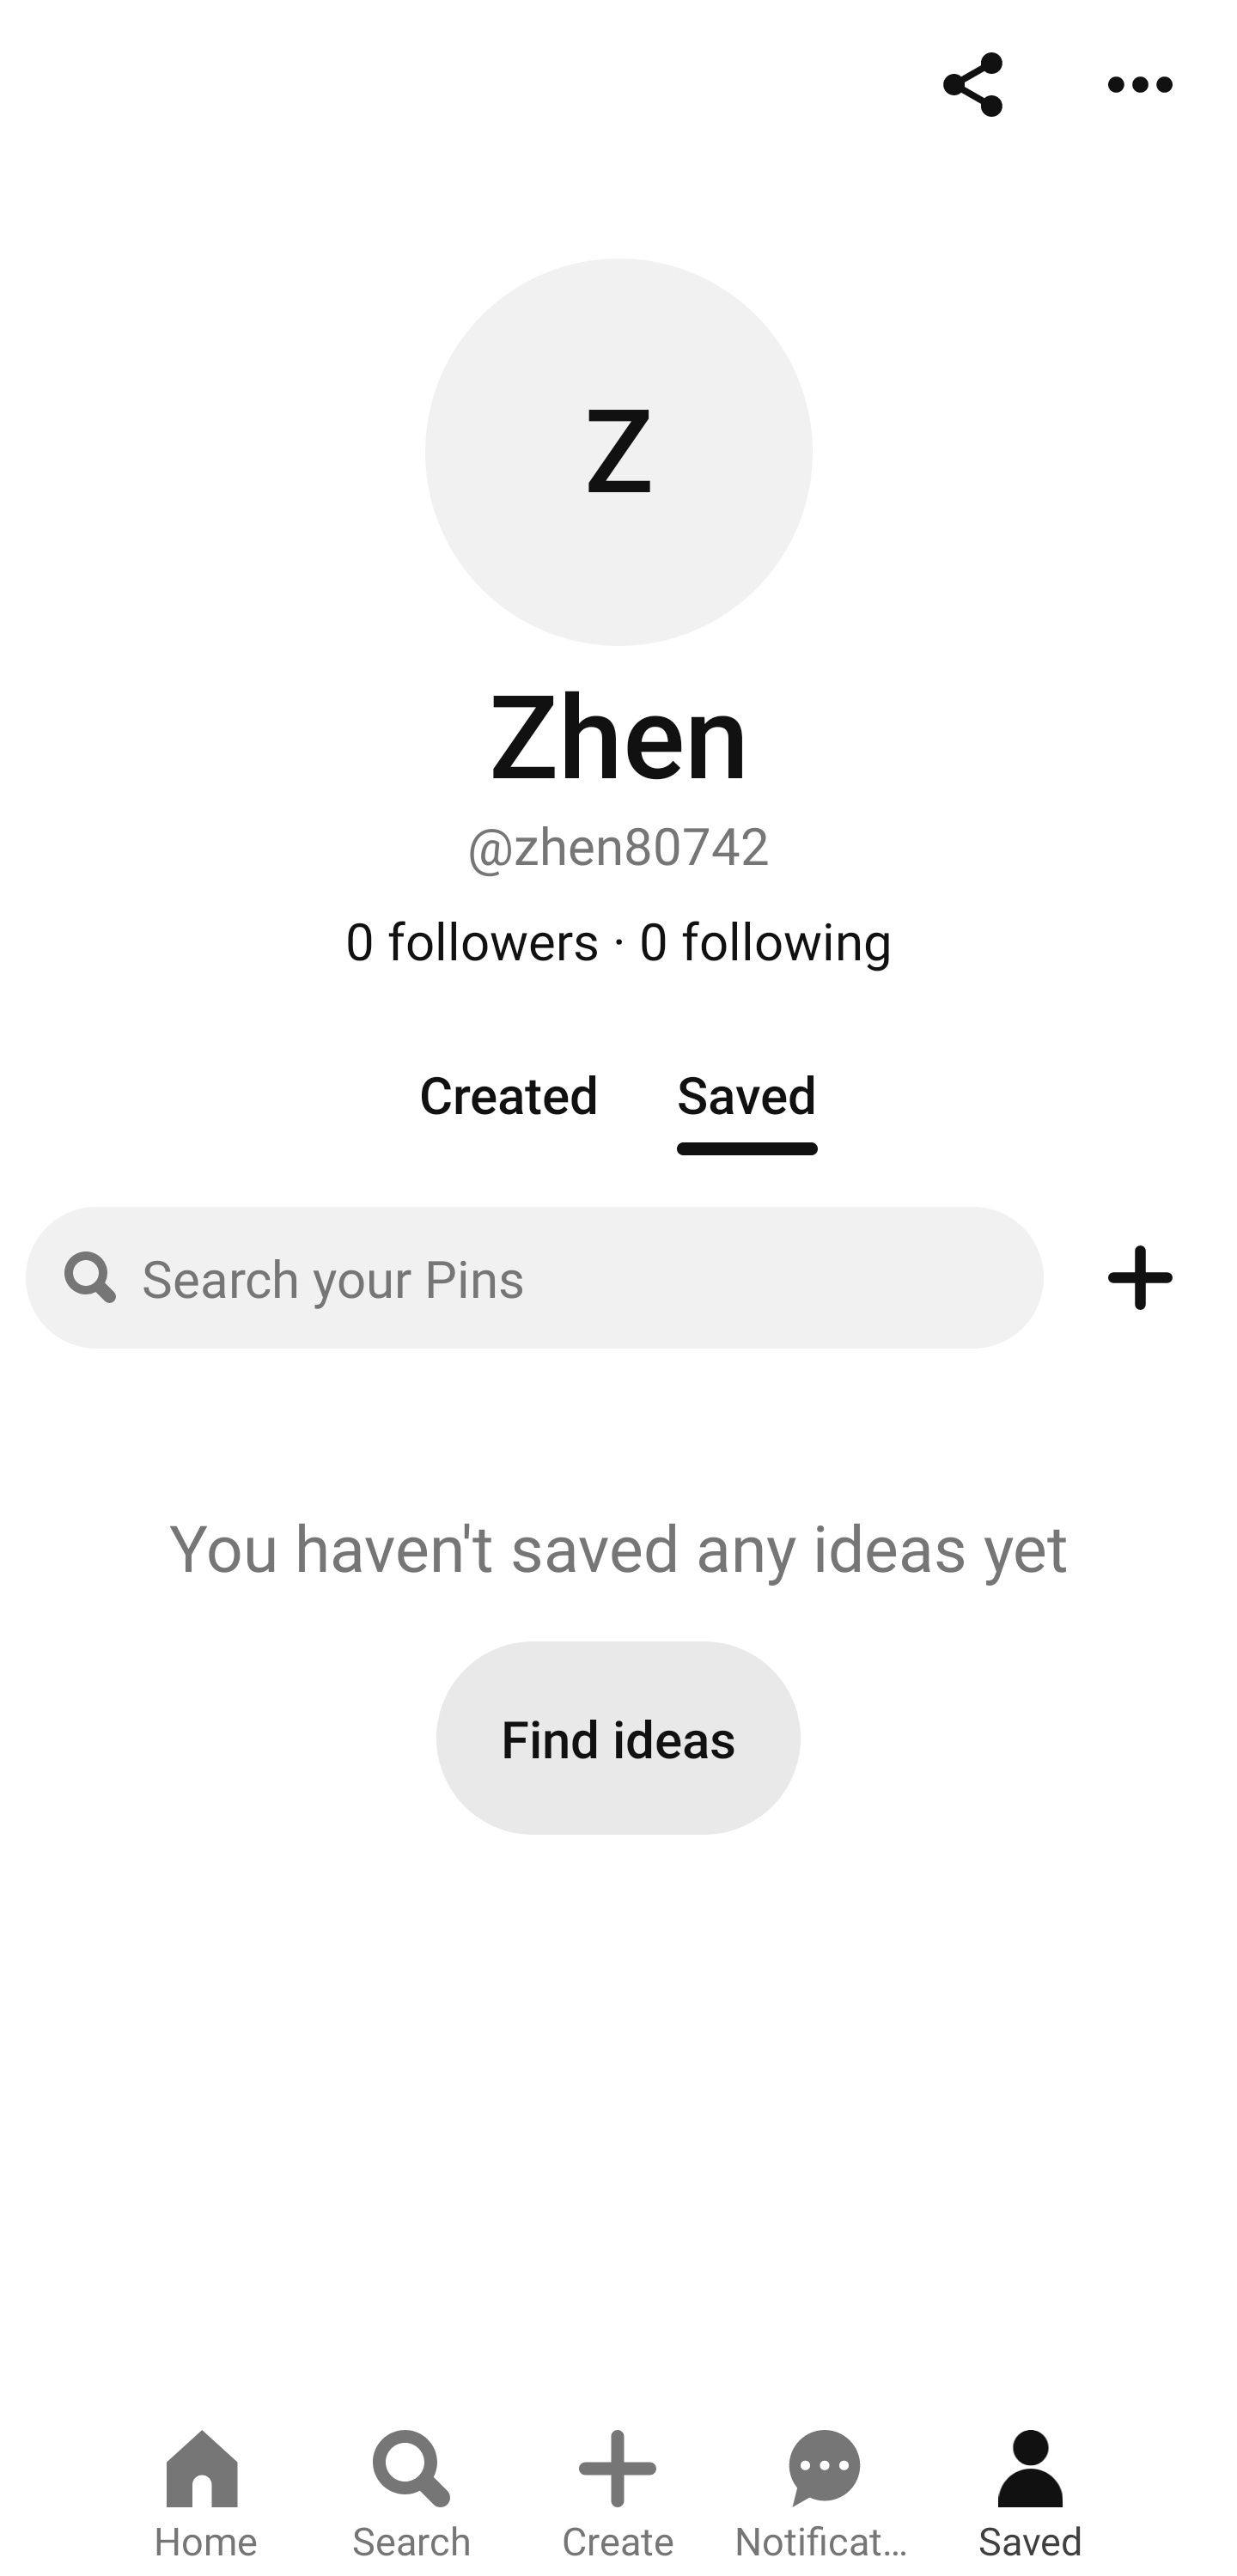 Z
Zhen
@zhen80742
0 followers · 0 following
Created Saved
Search your Pins
You haven't saved any ideas yet
Find ideas
Home Search Create Notificat... Saved